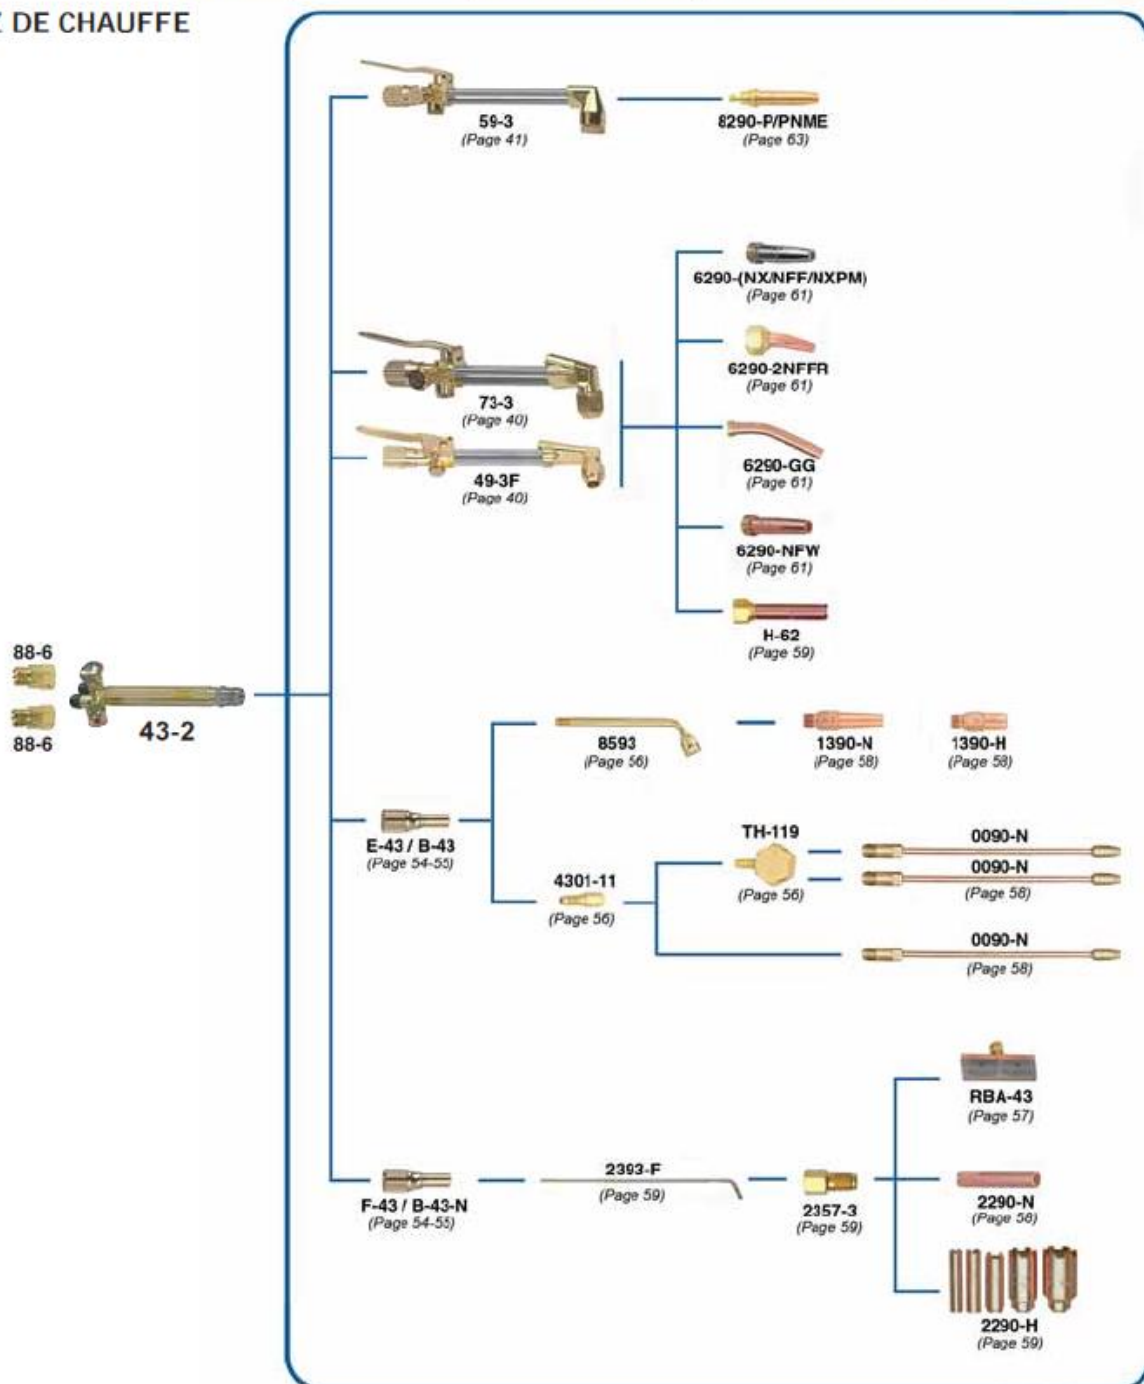 DE CHAUFFE
59-3
(Page 41)
8290-P/PNME
(Page 63)
6290-(NX/NFF/NXPM)
(Page 61)
6290-2NFFR
(Page 61)
73-3
(Page 40)
6290-GG
(Page 61)
49-3F
(Page 40)
6290-NFW
(Page 61)
H-62
(Page 59)
88-6
43-2
88-6
8593
(Page 56)
1390-N
(Page 58)
1390-H
(Page 58)
E-43 / B-43
(Page 54-55)
TH-119
(Page 56)
0090-N
0090-N
(Page 58)
4301-11
(Page 56)
0090-N
(Page 58)
RBA-43
(Page 57)
F-43 / B-43-N
(Page 54-55)
2393-F
(Page 59)
2357-3
(Page 59)
2290-N
(Page 58)
2290-H
(Page 59)